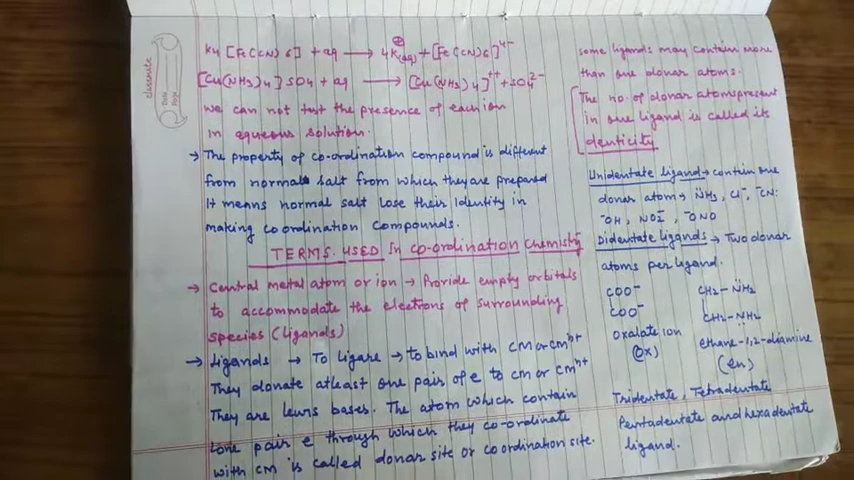 classmate
Date
Page
K4 [Fe(CN)6] + aq → 4K⊕(aq) + [Fe(CN)6]4-
[Cu(NH3)4]SO4 + aq → [Cu(NH3)4]++ + SO42-
we can not test the presence of each ion
in aqueous solution.
→ The property of co-ordination compound is different
from normal salt from which they are prepared
It means normal salt lose their Identity in
making coordination compounds.
TERMS USED In co-ordination Chemistry
→ Central metal atom or ion → Provide empty orbitals
to accommodate the electrons of surrounding
species (ligands)
→ Ligands → To ligare → to bind with CM or CMn+
They donate atleast one pair of e to CM or CMn+
They are lewis bases. The atom which contain
Lone pair e through which they co-ordinate
with CM is called donar site or coordination site.
some ligands may contain more
than one donar atoms.
The no. of donar atoms present
in one ligand is called its
denticity
Unidentate ligand → contain one
donar atom → N̈H3, Cl-, -CN:
-OH, NO2-, -ONO
Didentate ligands → Two donar
atoms per ligand.
COO-
COO-
Oxalate ion
(Ox)
CH2-N̈H2
CH2-NH2
ethane-1,2-diamine
(en)
Tridentate, Tetradentate
Pentadentate and hexadentate
ligand.